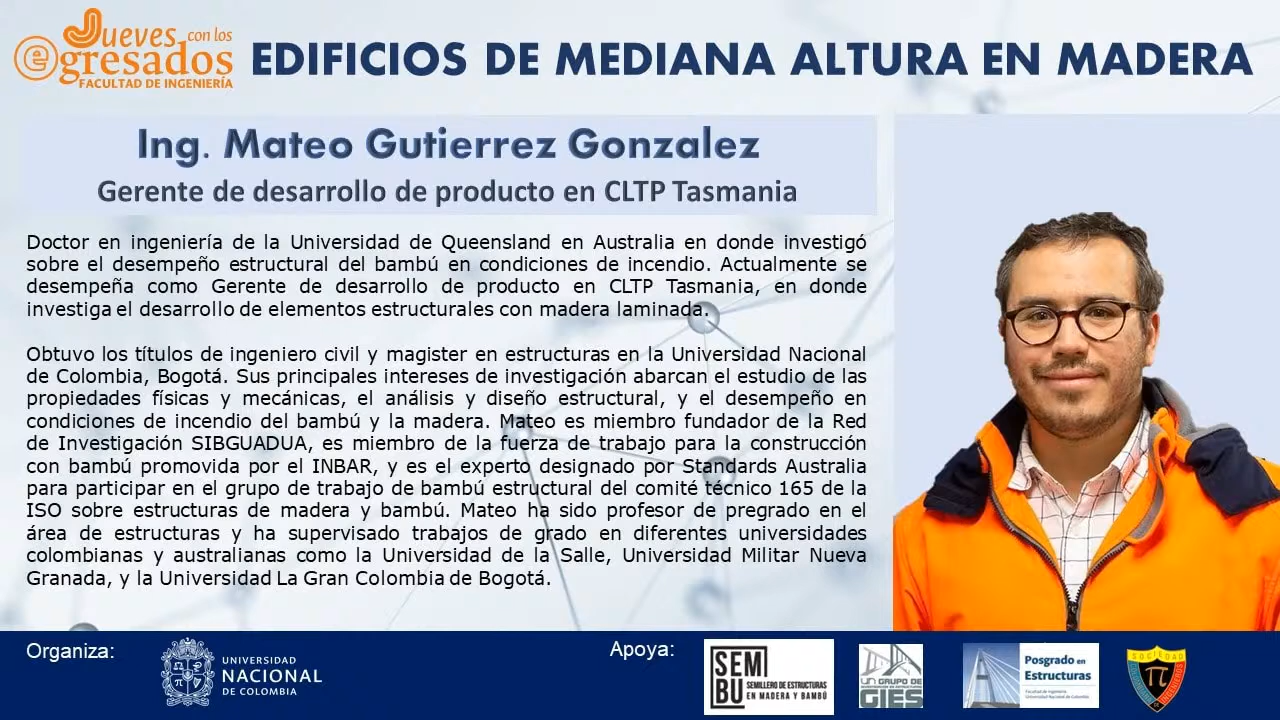 Jueves con los
egresados
FACULTAD DE INGENIERÍA
EDIFICIOS DE MEDIANA ALTURA EN MADERA
Ing. Mateo Gutierrez Gonzalez
Gerente de desarrollo de producto en CLTP Tasmania
Doctor en ingeniería de la Universidad de Queensland en Australia en donde investigó
sobre el desempeño estructural del bambú en condiciones de incendio. Actualmente se
desempeña como Gerente de desarrollo de producto en CLTP Tasmania, en donde
investiga el desarrollo de elementos estructurales con madera laminada.
Obtuvo los títulos de ingeniero civil y magister en estructuras en la Universidad Nacional
de Colombia, Bogotá. Sus principales intereses de investigación abarcan el estudio de las
propiedades físicas y mecánicas, el análisis y diseño estructural, y el desempeño en
condiciones de incendio del bambú y la madera. Mateo es miembro fundador de la Red
de Investigación SIBGUADUA, es miembro de la fuerza de trabajo para la construcción
con bambú promovida por el INBAR, y es el experto designado por Standards Australia
para participar en el grupo de trabajo de bambú estructural del comité técnico 165 de la
ISO sobre estructuras de madera y bambú. Mateo ha sido profesor de pregrado en el
área de estructuras y ha supervisado trabajos de grado en diferentes universidades
colombianas y australianas como la Universidad de la Salle, Universidad Militar Nueva
Granada, y la Universidad La Gran Colombia de Bogotá.
Organiza:
UNIVERSIDAD
NACIONAL
DE COLOMBIA
Apoya:
SEM
BU
SEMILLERO DE ESTRUCTURAS
EN MADERA Y BAMBÚ
UN GRUPO DE
GIES
Posgrado en
Estructuras
Facultad de Ingeniería
Universidad Nacional de Colombia
SOCIEDAD
π